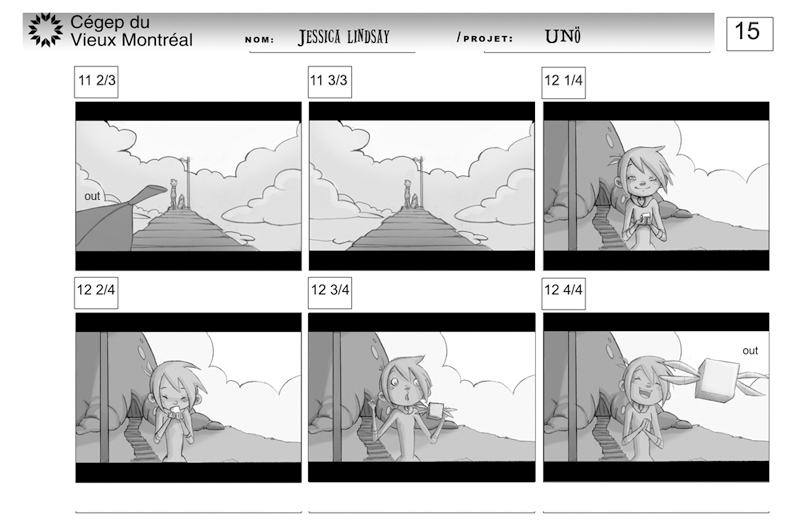 Cégep du
Vieux Montréal
NOM: JESSICA LINDSAY /PROJET: UNÖ
15
11 2/3
11 3/3
12 1/4
out
12 2/4
12 3/4
12 4/4
out